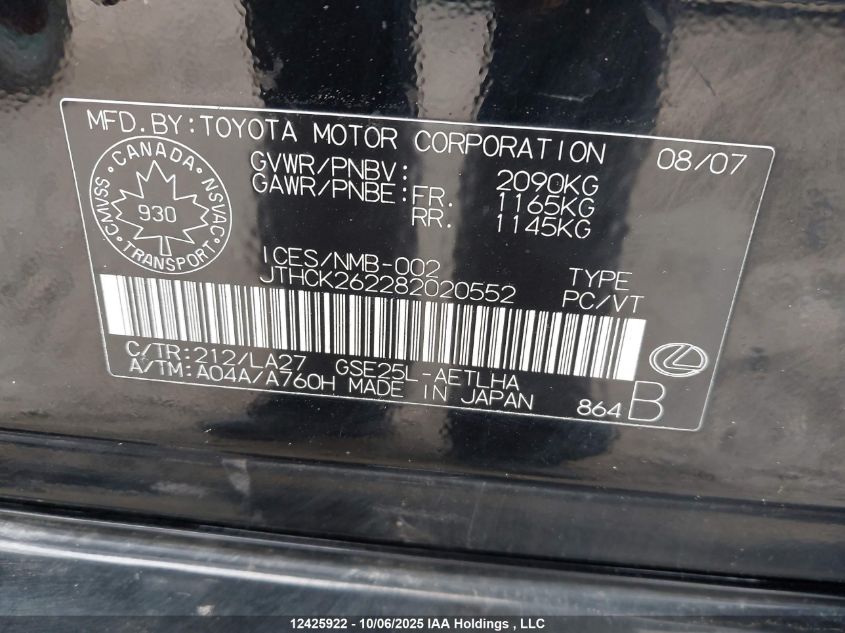 MFD.BY:TOYOTA MOTOR CORPORATION 08/07
GVWR/PNBV: 2090KG
GAWR/PNBE:FR. 1165KG
RR. 1145KG
CANADA
CMVSS 930 NSVAC
TRANSPORT
ICES/NMB-002
JTHCK262282020552
TYPE
PC/VT
C/TR:212/LA27 GSE25L-AETLHA
A/TM:A04A/A760H MADE IN JAPAN
864 B
12425922 - 10/06/2025 IAA Holdings , LLC